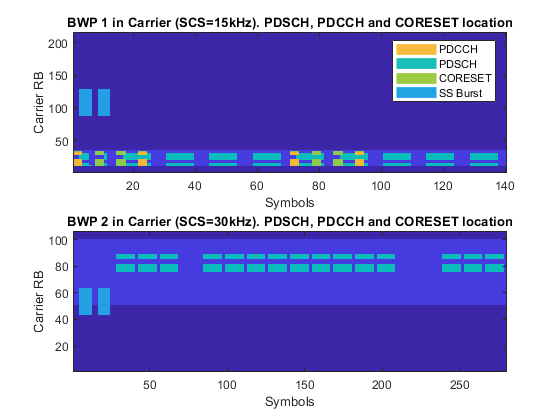 BWP 1 in Carrier (SCS=15kHz). PDSCH, PDCCH and CORESET location
200
150
100
50
Carrier RB
PDCCH
PDSCH
CORESET
SS Burst
20 40 60 80 100 120 140
Symbols
BWP 2 in Carrier (SCS=30kHz). PDSCH, PDCCH and CORESET location
100
80
60
40
20
Carrier RB
50 100 150 200 250
Symbols